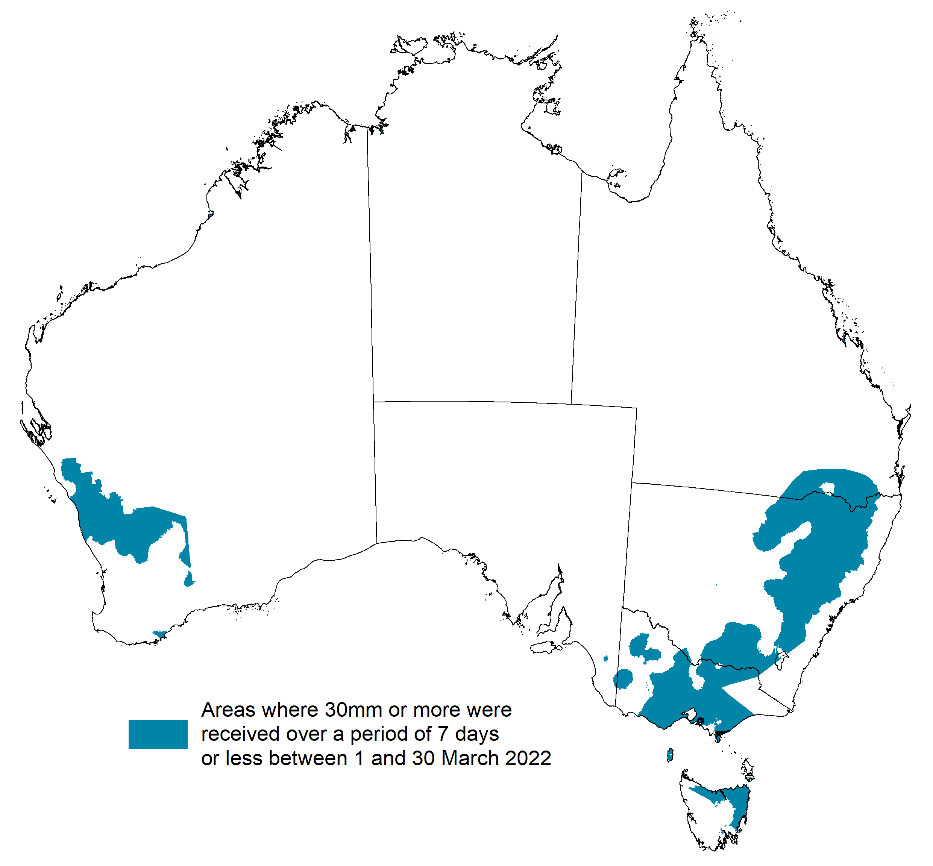 Areas where 30mm or more were
received over a period of 7 days
or less between 1 and 30 March 2022